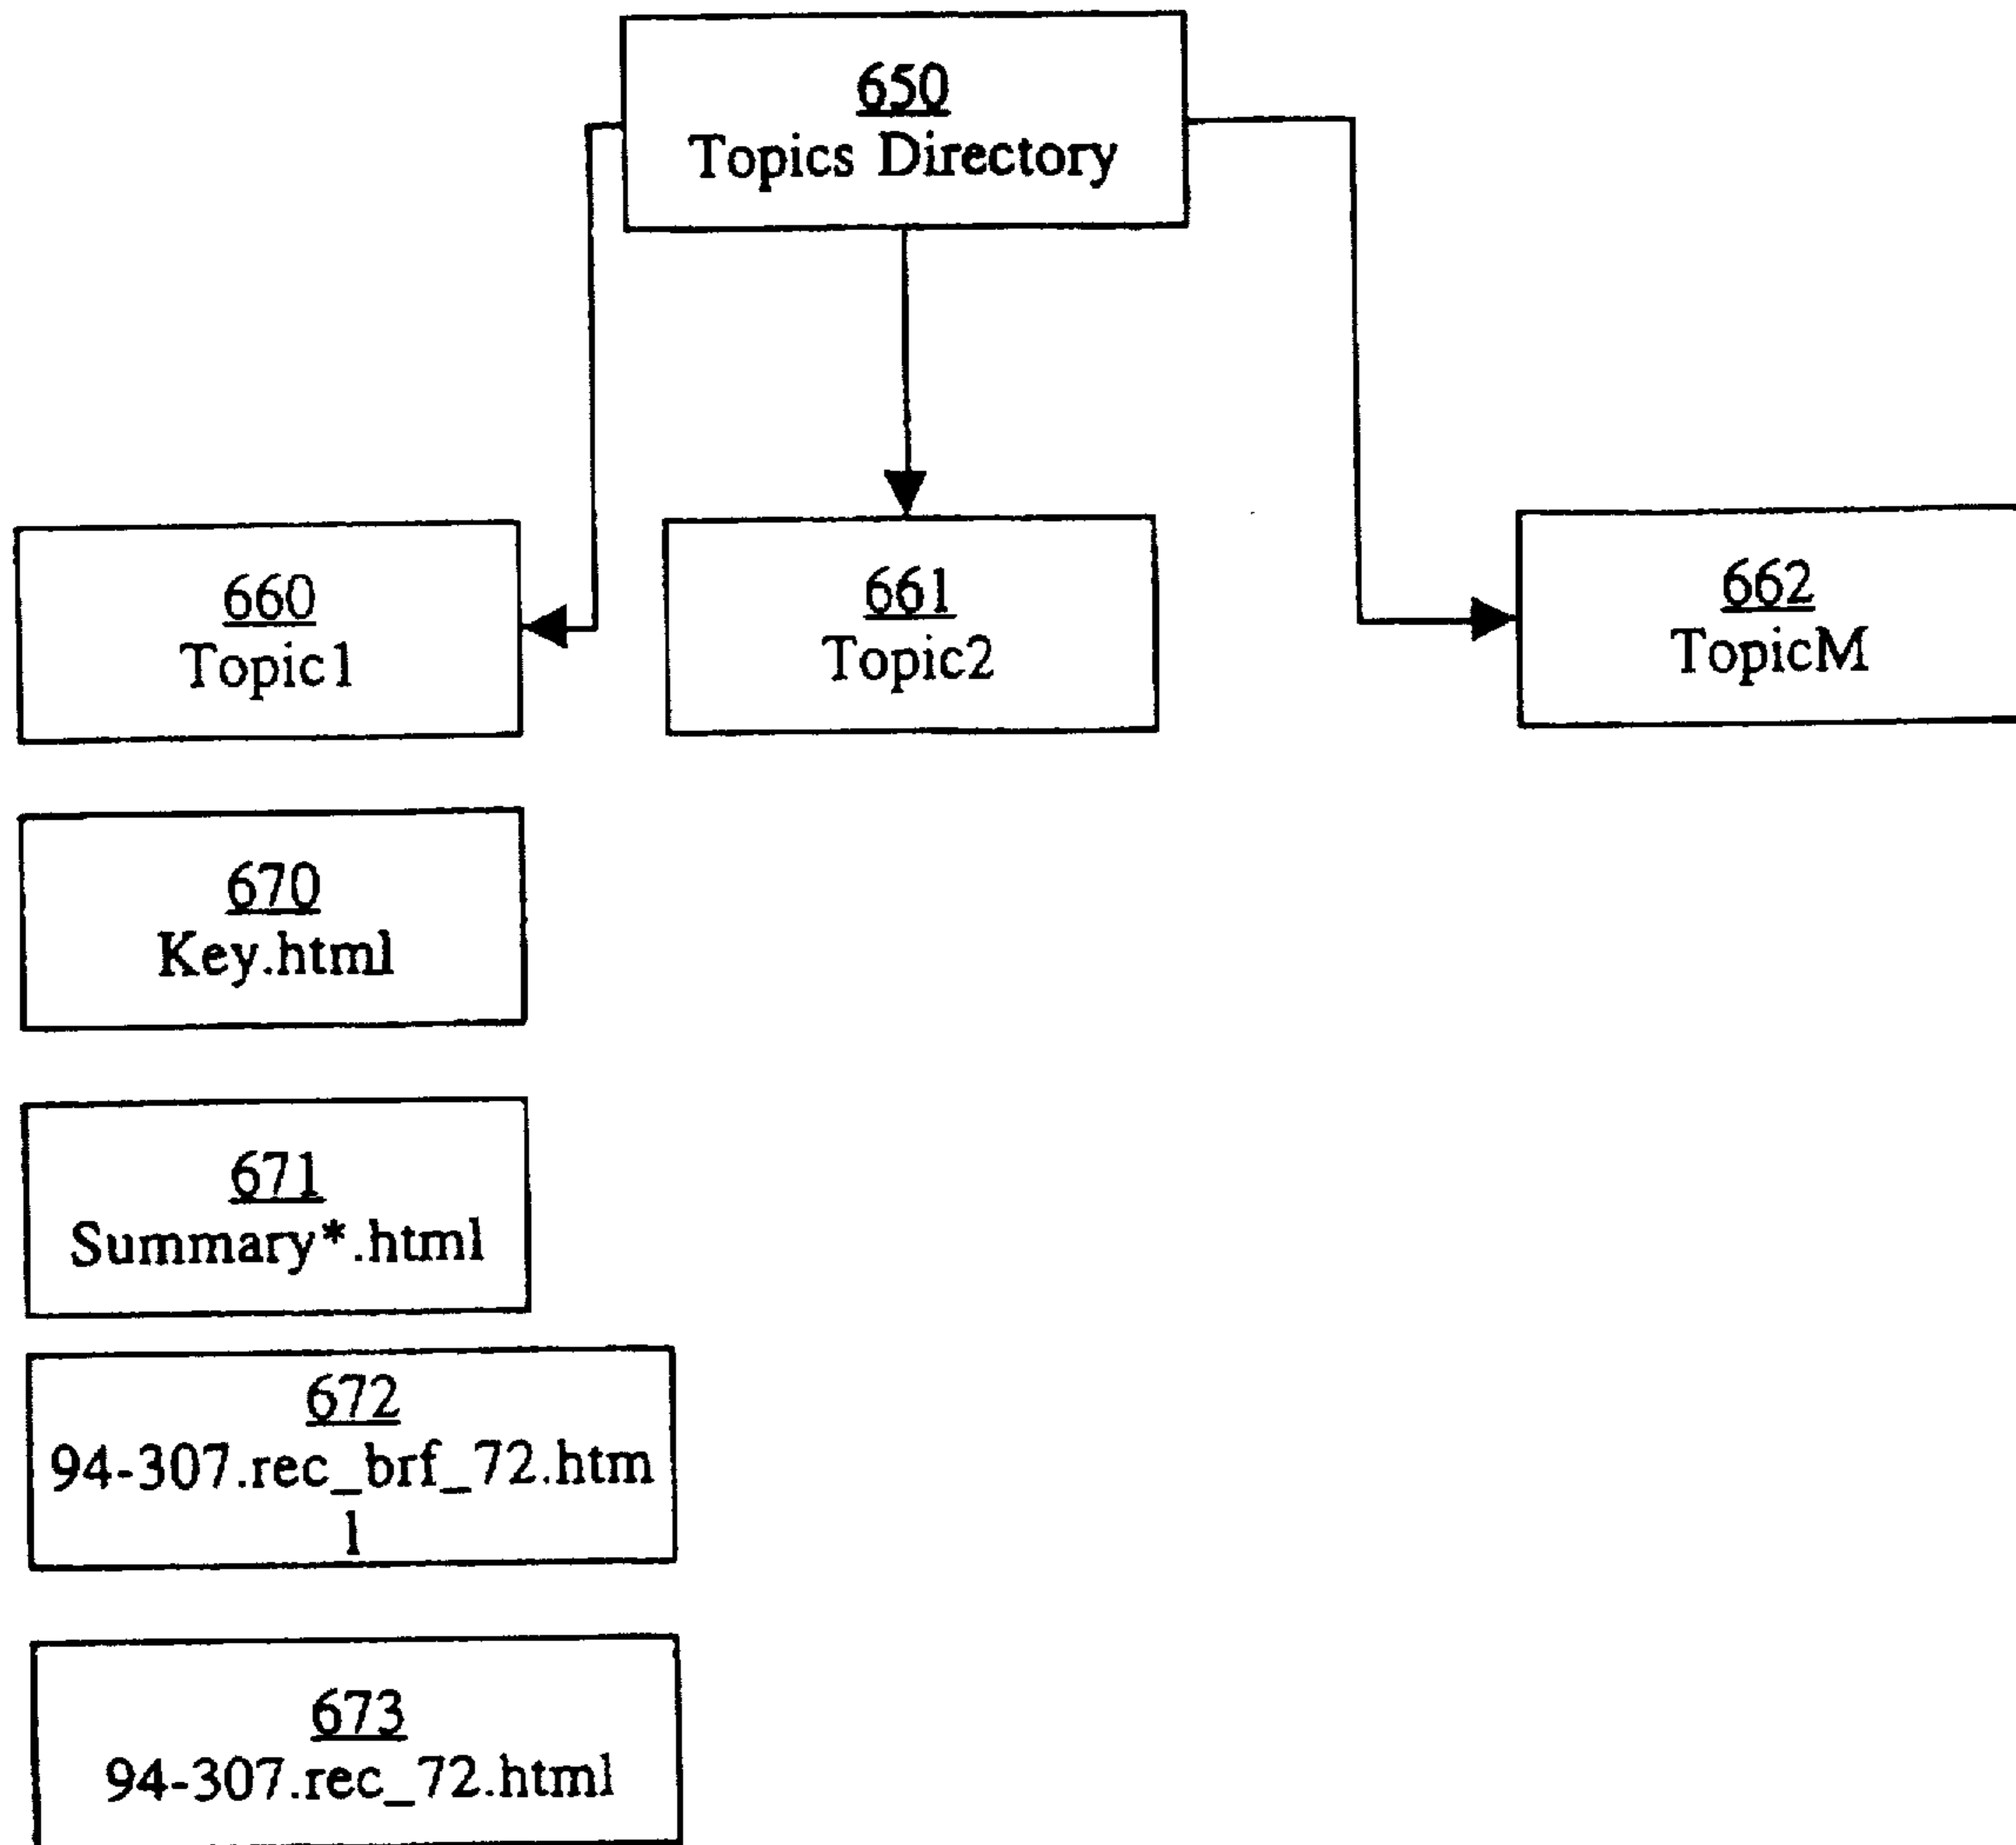 650
Topics Directory
660
Topic1
661
Topic2
662
TopicM
670
Key.html
671
Summary*.html
672
94-307.rec_brf_72.htm
l
673
94-307.rec_72.html